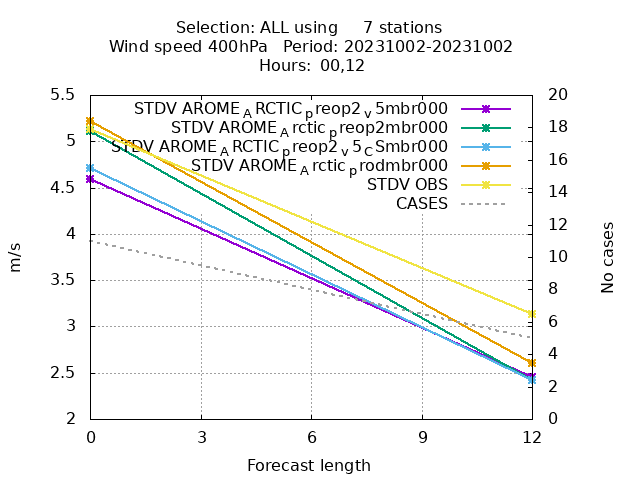 Selection: ALL using 7 stations
Wind speed 400hPa Period: 20231002-20231002
Hours: 00,12
5.5
5
4.5
4
3.5
3
2.5
2
20
18
16
14
12
10
8
6
4
2
0
STDV AROME_ARCTIC_preop2_v5mbr000
STDV AROME_Arctic_preop2mbr000
STDV AROME_ARCTIC_preop2_v5_CSmbr000
STDV AROME_Arctic_prodmbr000
STDV OBS
CASES
m/s
No cases
0 3 6 9 12
Forecast length